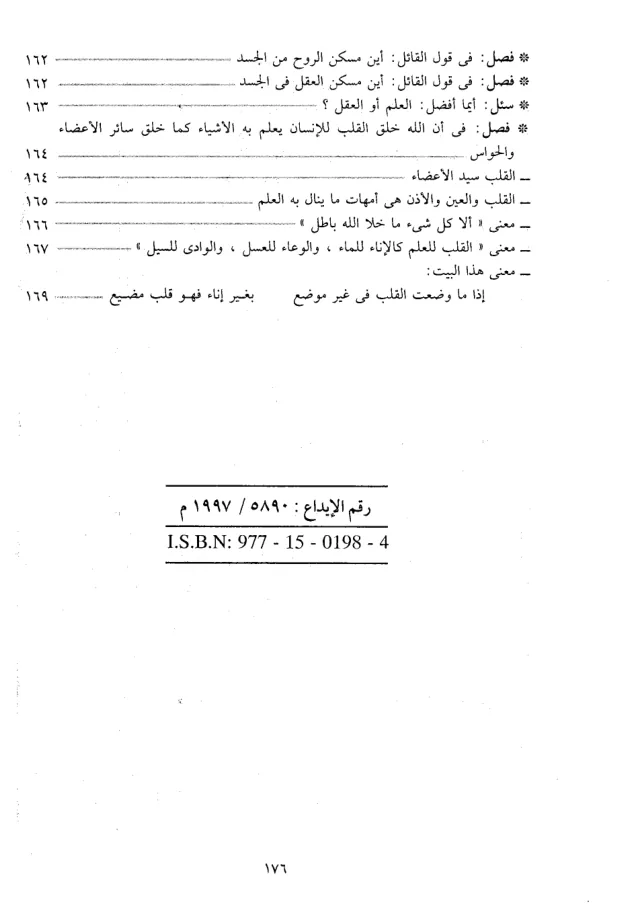 * فصل: فى قول القائل: أين مسكن الروح من الجسد ١٦٢
* فصل: فى قول القائل: أين مسكن العقل فى الجسد ١٦٢
* سئل: أيما أفضل: العلم أو العقل ؟ ١٦٣
* فصل: فى أن الله خلق القلب للإنسان يعلم به الأشياء كما خلق سائر الأعضاء
والحواس ١٦٤
ــ القلب سيد الأعضاء ١٦٤
ــ القلب والعين والأذن هى أمهات ما ينال به العلم ١٦٥
ــ معنى « ألا كل شىء ما خلا الله باطل » ١٦٦
ــ معنى « القلب للعلم كالإناء للماء ، والوعاء للعسل ، والوادى للسيل » ١٦٧
ــ معنى هذا البيت:
إذا ما وضعت القلب فى غير موضع بغير إناء فهو قلب مضيع ١٦٩
رقم الإيداع : ٥٨٩٠ / ١٩٩٧ م
I.S.B.N: 977 - 15 - 0198 - 4
١٧٦